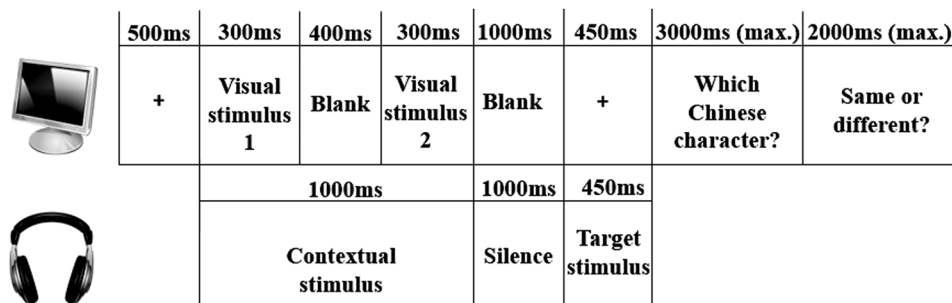 500ms 300ms 400ms 300ms 1000ms 450ms 3000ms (max.) 2000ms (max.)
+
Visual
stimulus
1
Blank
Visual
stimulus
2
Blank
+
Which
Chinese
character?
Same or
different?
1000ms 1000ms 450ms
Contextual
stimulus
Silence
Target
stimulus